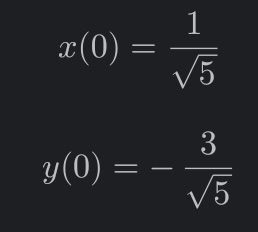 x(0) = 1/√5
y(0) = − 3/√5